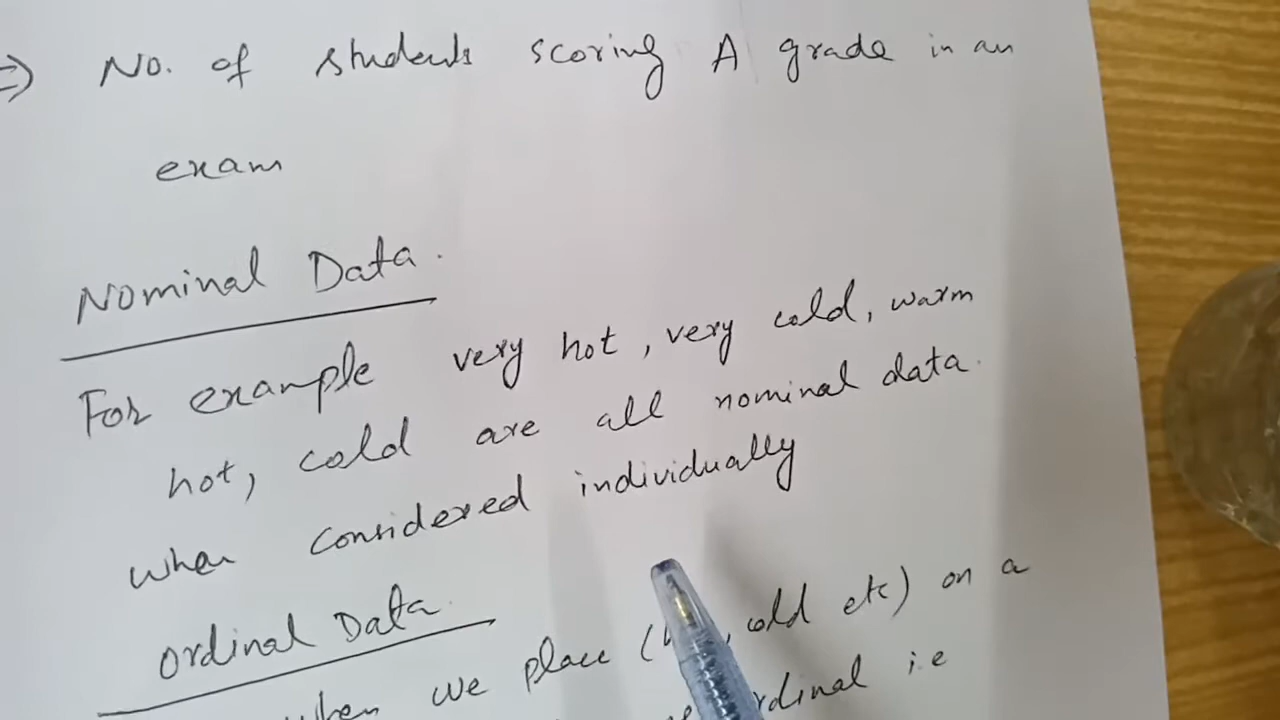 => No. of students scoring A grade in an
exam
Nominal Data.
For example very hot, very cold, warm
hot, cold are all nominal data.
when considered individually
Ordinal Data.
when we place ( , cold etc) on a
i.e